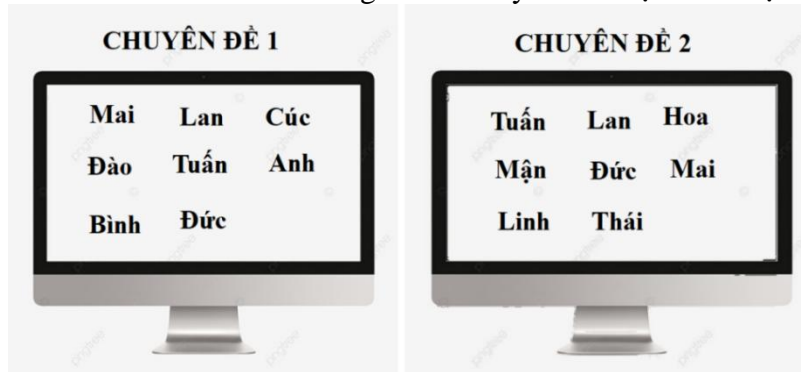 CHUYÊN ĐỀ 1
Mai Lan Cúc
Đào Tuấn Anh
Bình Đức
CHUYÊN ĐỀ 2
Tuấn Lan Hoa
Mận Đức Mai
Linh Thái